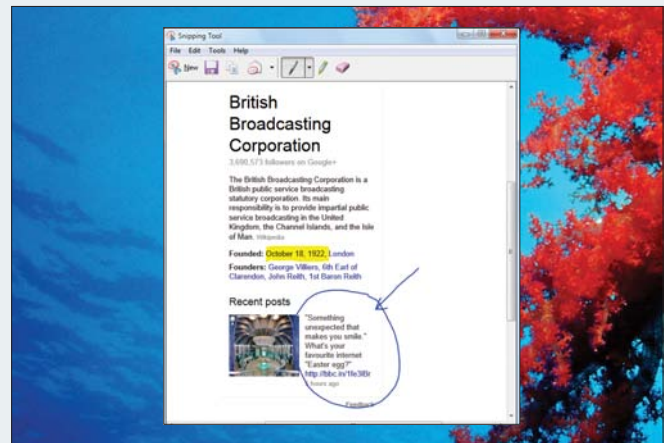 Snipping Tool
File Edit Tools Help
New
British
Broadcasting
Corporation
3,690,573 followers on Google+
The British Broadcasting Corporation is a
British public service broadcasting
statutory corporation. Its main
responsibility is to provide impartial public
service broadcasting in the United
Kingdom, the Channel Islands, and the Isle
of Man. Wikipedia
Founded: October 18, 1922, London
Founders: George Villiers, 6th Earl of
Clarendon, John Reith, 1st Baron Reith
Recent posts
"Something
unexpected that
makes you smile."
What's your
favourite internet
"Easter egg?"
hours ago
Feedback